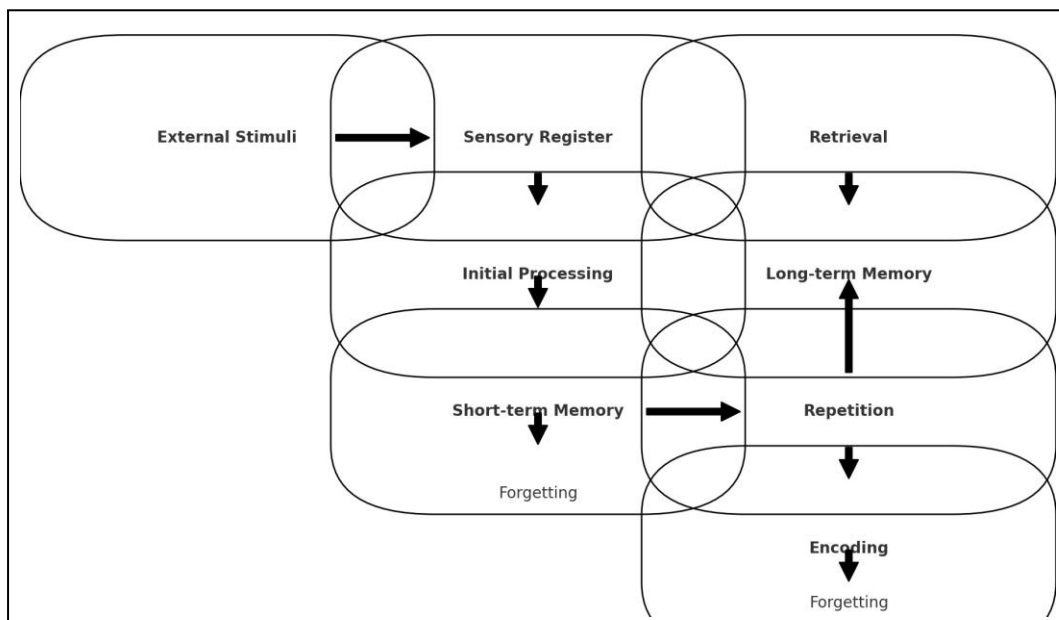 External Stimuli
Sensory Register
Retrieval
Initial Processing
Long-term Memory
Short-term Memory
Repetition
Forgetting
Encoding
Forgetting